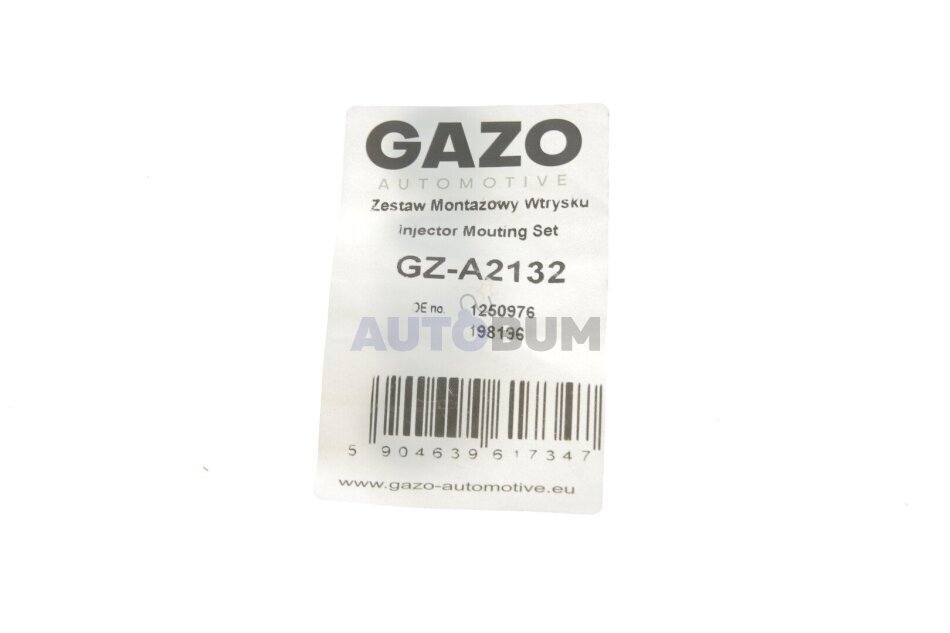 GAZO
AUTOMOTIVE
Zestaw Montazowy Wtrysku
Injector Mouting Set
GZ-A2132
OE no. 1250976
198196
AUTOBUM
5 904639 617347
www.gazo-automotive.eu